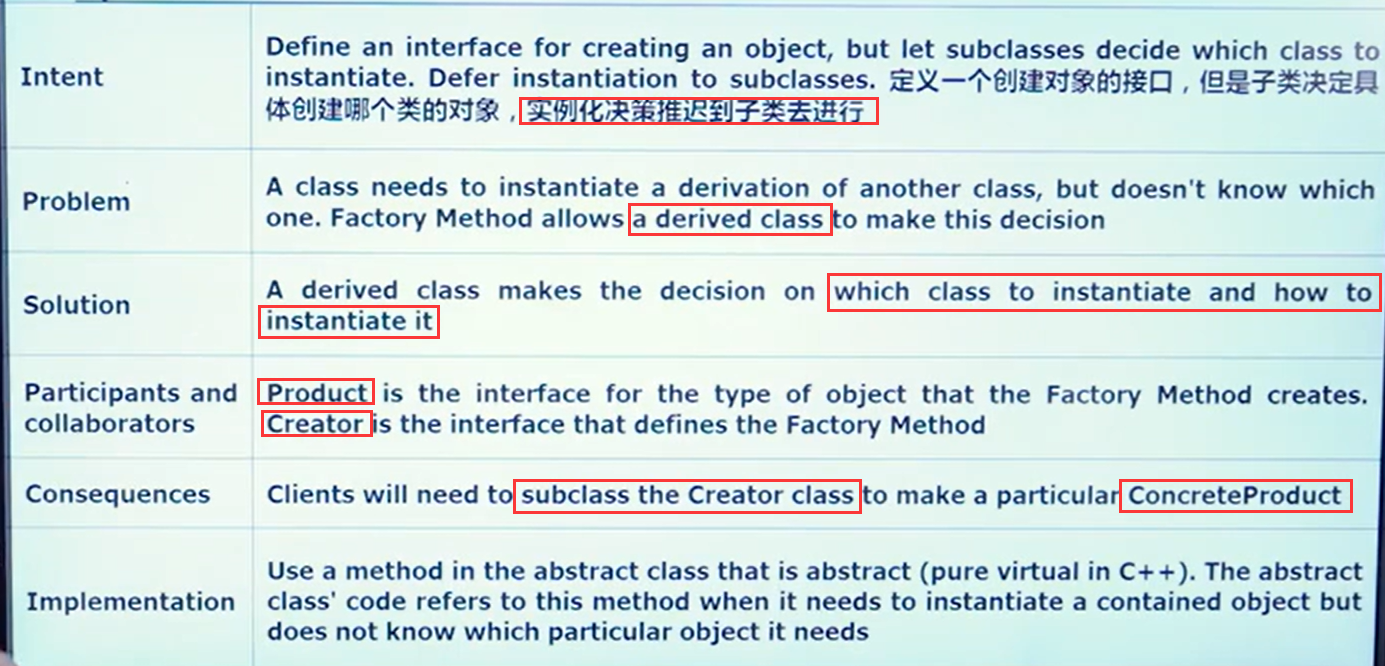 Intent
Define an interface for creating an object, but let subclasses decide which class to
instantiate. Defer instantiation to subclasses. 定义一个创建对象的接口，但是子类决定具
体创建哪个类的对象，实例化决策推迟到子类去进行
Problem
A class needs to instantiate a derivation of another class, but doesn't know which
one. Factory Method allows a derived class to make this decision
Solution
A derived class makes the decision on which class to instantiate and how to
instantiate it
Participants and
collaborators
Product is the interface for the type of object that the Factory Method creates.
Creator is the interface that defines the Factory Method
Consequences
Clients will need to subclass the Creator class to make a particular ConcreteProduct
Implementation
Use a method in the abstract class that is abstract (pure virtual in C++). The abstract
class' code refers to this method when it needs to instantiate a contained object but
does not know which particular object it needs